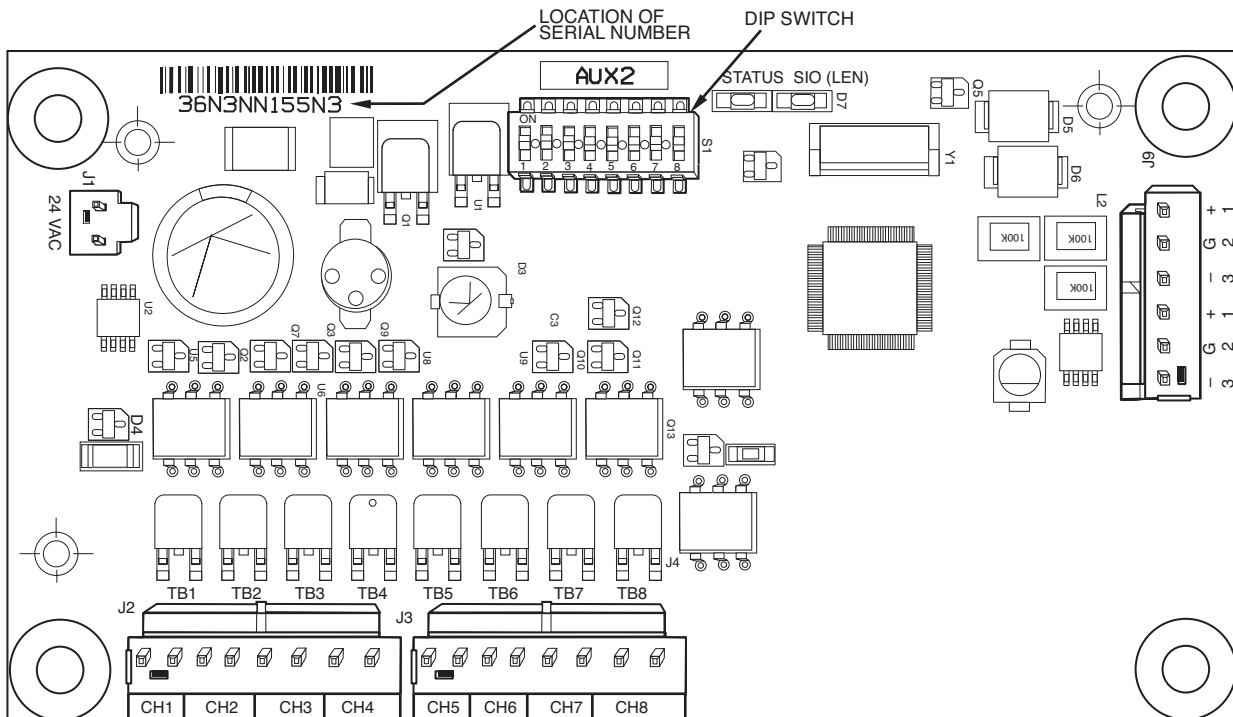 LOCATION OF
SERIAL NUMBER
DIP SWITCH
36N3NN155N3
AUX2
STATUS SIO (LEN)
D7
Q5
D5
D6
J9
ON
1 2 3 4 5 6 7 8
S1
Y1
J1
24 VAC
Q1
U1
L2
+ 1
G 2
– 3
+ 1
G 2
– 3
100K
100K
100K
D3
U2
U5
Q2
Q7
Q3
Q9
U8
C3
U9
Q10
Q12
Q11
U6
D4
Q13
J4
TB1 TB2 TB3 TB4 TB5 TB6 TB7 TB8
J2
J3
CH1 CH2 CH3 CH4 CH5 CH6 CH7 CH8